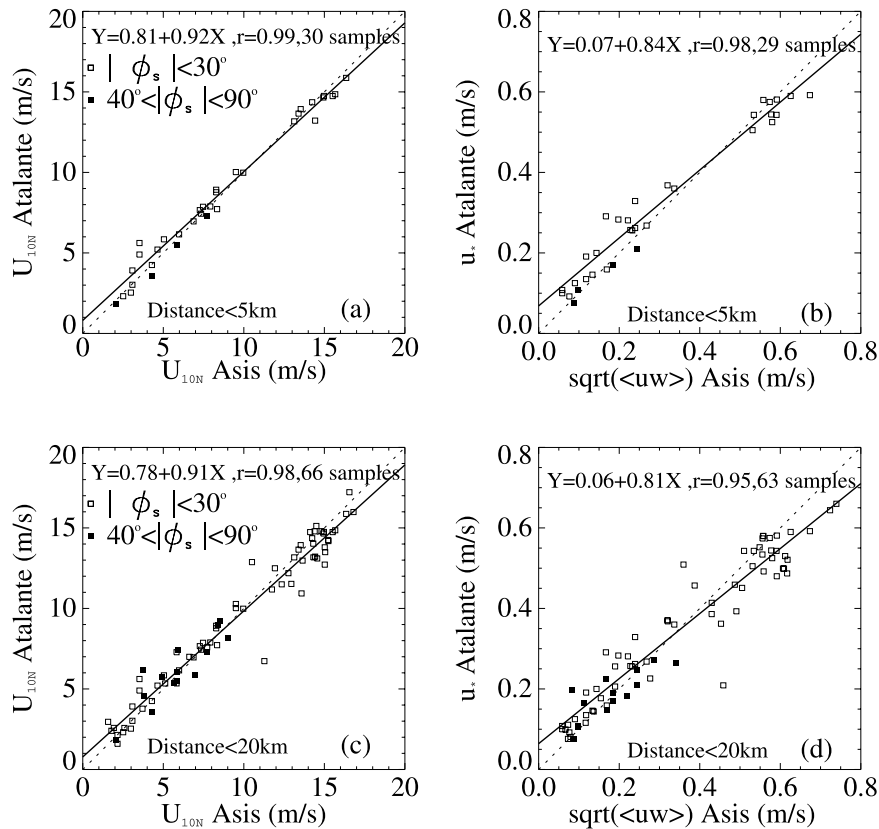 20
Y=0.81+0.92X ,r=0.99,30 samples
| ϕs |<30°
15
40°<|ϕs |<90°
10
5
0
U10N Atalante (m/s)
Distance<5km
(a)
0 5 10 15 20
U10N Asis (m/s)
0.8
Y=0.07+0.84X ,r=0.98,29 samples
0.6
0.4
0.2
0.0
u* Atalante (m/s)
Distance<5km
(b)
0.0 0.2 0.4 0.6 0.8
sqrt(<uw>) Asis (m/s)
20
Y=0.78+0.91X ,r=0.98,66 samples
| ϕs |<30°
15
40°<|ϕs |<90°
10
5
0
U10N Atalante (m/s)
Distance<20km
(c)
0 5 10 15 20
U10N Asis (m/s)
0.8
Y=0.06+0.81X ,r=0.95,63 samples
0.6
0.4
0.2
0.0
u* Atalante (m/s)
Distance<20km
(d)
0.0 0.2 0.4 0.6 0.8
sqrt(<uw>) Asis (m/s)